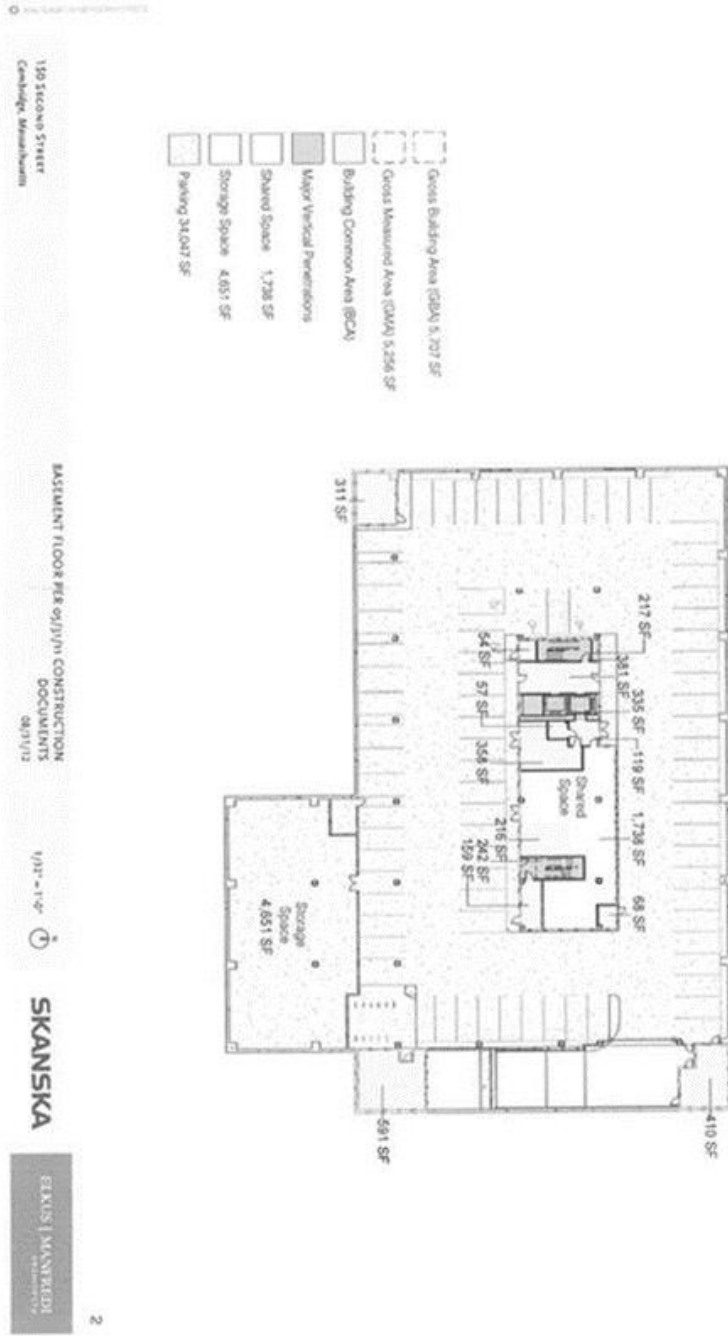 Gross Building Area (GBA) 5,707 SF
Gross Measured Area (GMA) 5,256 SF
Building Common Area (BCA)
Major Vertical Penetrations
Shared Space 1,738 SF
Storage Space 4,651 SF
Parking 34,047 SF
410 SF
217 SF
381 SF
335 SF
119 SF
1,738 SF
68 SF
Shared
Space
54 SF
57 SF
358 SF
216 SF
242 SF
159 SF
311 SF
591 SF
Storage
Space
4,651 SF
150 SECOND STREET
Cambridge, Massachusetts
BASEMENT FLOOR PER 05/31/11 CONSTRUCTION
DOCUMENTS
08/31/12
1/32" = 1'-0"
N
SKANSKA
ELKUS | MANFREDI
ARCHITECTS
2